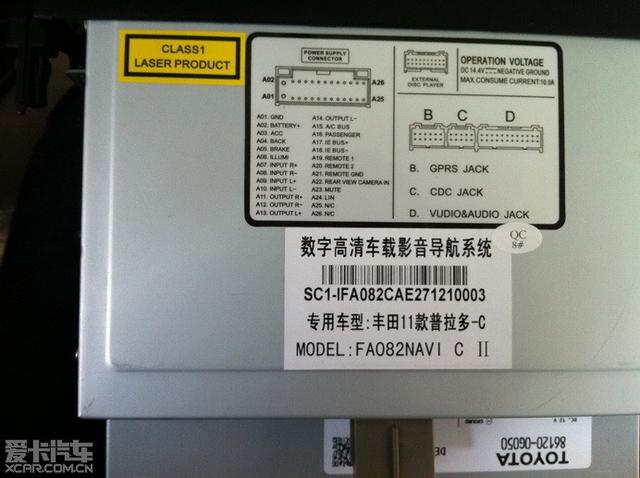 CLASS1
LASER PRODUCT
POWER SUPPLY
CONNECTOR
A02
A26
A01
A25
A01. GND
A02. BATTERY+
A03. ACC
A04. BACK
A05. BRAKE
A06. ILLUMI
A07. INPUT R+
A08. INPUT R-
A09. INPUT L+
A10. INPUT L-
A11. OUTPUT R+
A12. OUTPUT R-
A13. OUTPUT L+
A14. OUTPUT L-
A15. A/C BUS
A16. PASSENGER
A17. IE BUS+
A18. IE BUS-
A19. REMOTE 1
A20. REMOTE 2
A21. REMOTE GND
A22. REAR VIEW CAMERA IN
A23. MUTE
A24. LIN
A25. N/C
A26. N/C
EXTERNAL
DISC PLAYER
OPERATION VOLTAGE
DC 14.4V NEGATIVE GROUND
MAX.CONSUME CURRENT:10.0A
B C D
B. GPRS JACK
C. CDC JACK
D. VUDIO&AUDIO JACK
QC
8#
数字高清车载影音导航系统
SC1-IFA082CAE271210003
专用车型:丰田11款普拉多-C
MODEL:FA082NAVI C II
DC. 12 V
GROUND
86120-0G050
DE
TOYOTA
爱卡汽车
XCAR.COM.CN